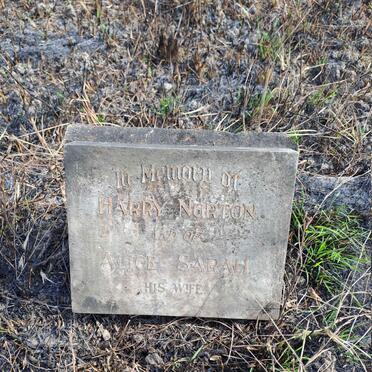 In Memory of
HARRY NORTON
ALICE SARAH
HIS WIFE